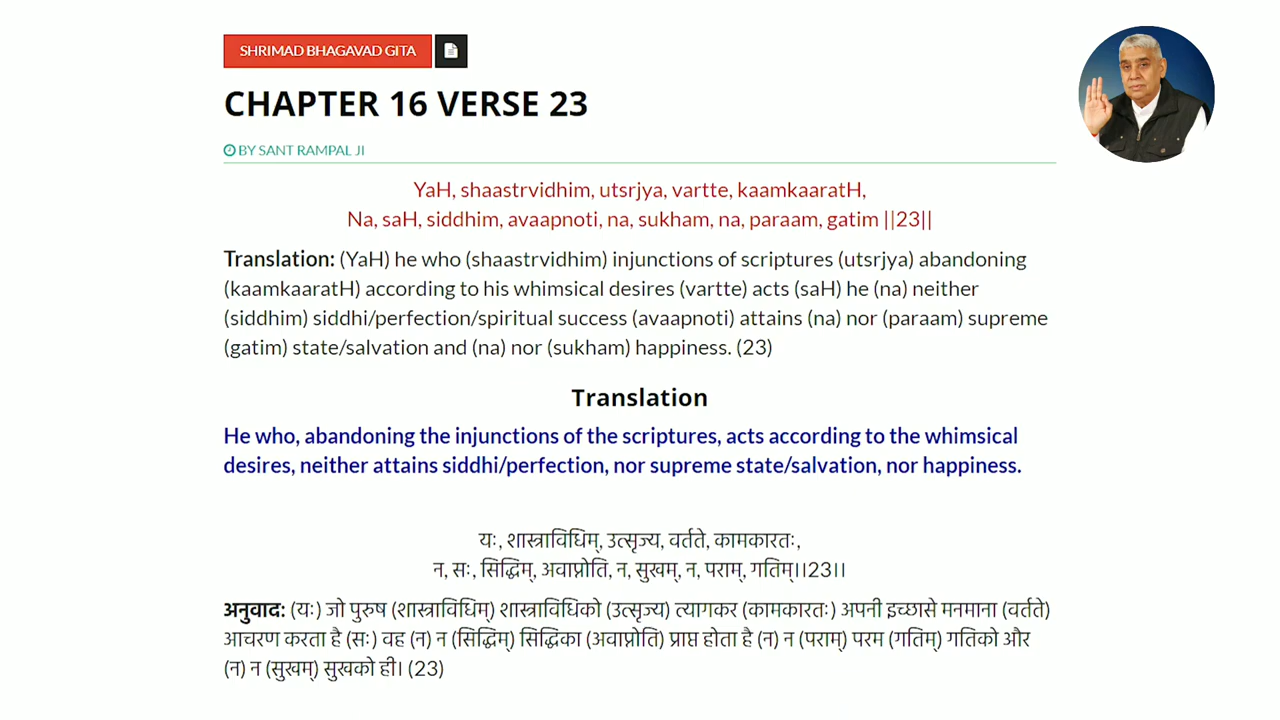 SHRIMAD BHAGAVAD GITA
CHAPTER 16 VERSE 23
BY SANT RAMPAL JI
YaH, shaastrvidhim, utsrjya, vartte, kaamkaaratH,
Na, saH, siddhim, avaapnoti, na, sukham, na, paraam, gatim ||23||
Translation: (YaH) he who (shaastrvidhim) injunctions of scriptures (utsrjya) abandoning
(kaamkaaratH) according to his whimsical desires (vartte) acts (saH) he (na) neither
(siddhim) siddhi/perfection/spiritual success (avaapnoti) attains (na) nor (paraam) supreme
(gatim) state/salvation and (na) nor (sukham) happiness. (23)
Translation
He who, abandoning the injunctions of the scriptures, acts according to the whimsical
desires, neither attains siddhi/perfection, nor supreme state/salvation, nor happiness.
यः, शास्त्राविधिम्, उत्सृज्य, वर्तते, कामकारतः,
न, सः, सिद्धिम्, अवाप्नोति, न, सुखम्, न, पराम्, गतिम्।।23।।
अनुवाद: (यः) जो पुरुष (शास्त्राविधिम्) शास्त्राविधिको (उत्सृज्य) त्यागकर (कामकारतः) अपनी इच्छासे मनमाना (वर्तते)
आचरण करता है (सः) वह (न) न (सिद्धिम्) सिद्धिका (अवाप्नोति) प्राप्त होता है (न) न (पराम्) परम (गतिम्) गतिको और
(न) न (सुखम्) सुखको ही। (23)